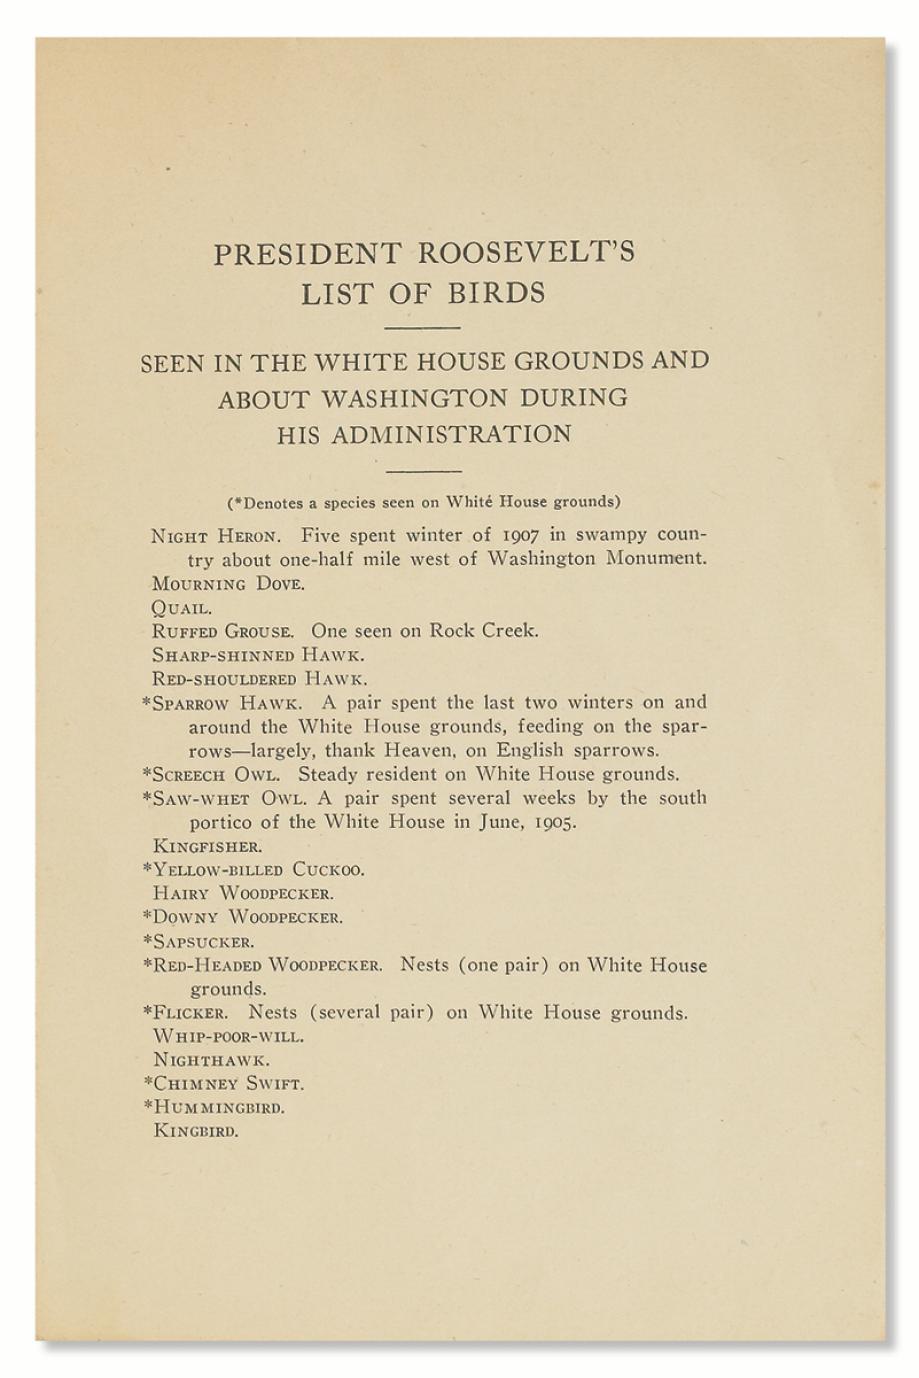 PRESIDENT ROOSEVELT'S
LIST OF BIRDS
SEEN IN THE WHITE HOUSE GROUNDS AND
ABOUT WASHINGTON DURING
HIS ADMINISTRATION
(*Denotes a species seen on White House grounds)
NIGHT HERON. Five spent winter of 1907 in swampy coun-
try about one-half mile west of Washington Monument.
MOURNING DOVE.
QUAIL.
RUFFED GROUSE. One seen on Rock Creek.
SHARP-SHINNED HAWK.
RED-SHOULDERED HAWK.
*SPARROW HAWK. A pair spent the last two winters on and
around the White House grounds, feeding on the spar-
rows—largely, thank Heaven, on English sparrows.
*SCREECH OWL. Steady resident on White House grounds.
*SAW-WHET OWL. A pair spent several weeks by the south
portico of the White House in June, 1905.
KINGFISHER.
*YELLOW-BILLED CUCKOO.
HAIRY WOODPECKER.
*DOWNY WOODPECKER.
*SAPSUCKER.
*RED-HEADED WOODPECKER. Nests (one pair) on White House
grounds.
*FLICKER. Nests (several pair) on White House grounds.
WHIP-POOR-WILL.
NIGHTHAWK.
*CHIMNEY SWIFT.
*HUMMINGBIRD.
KINGBIRD.